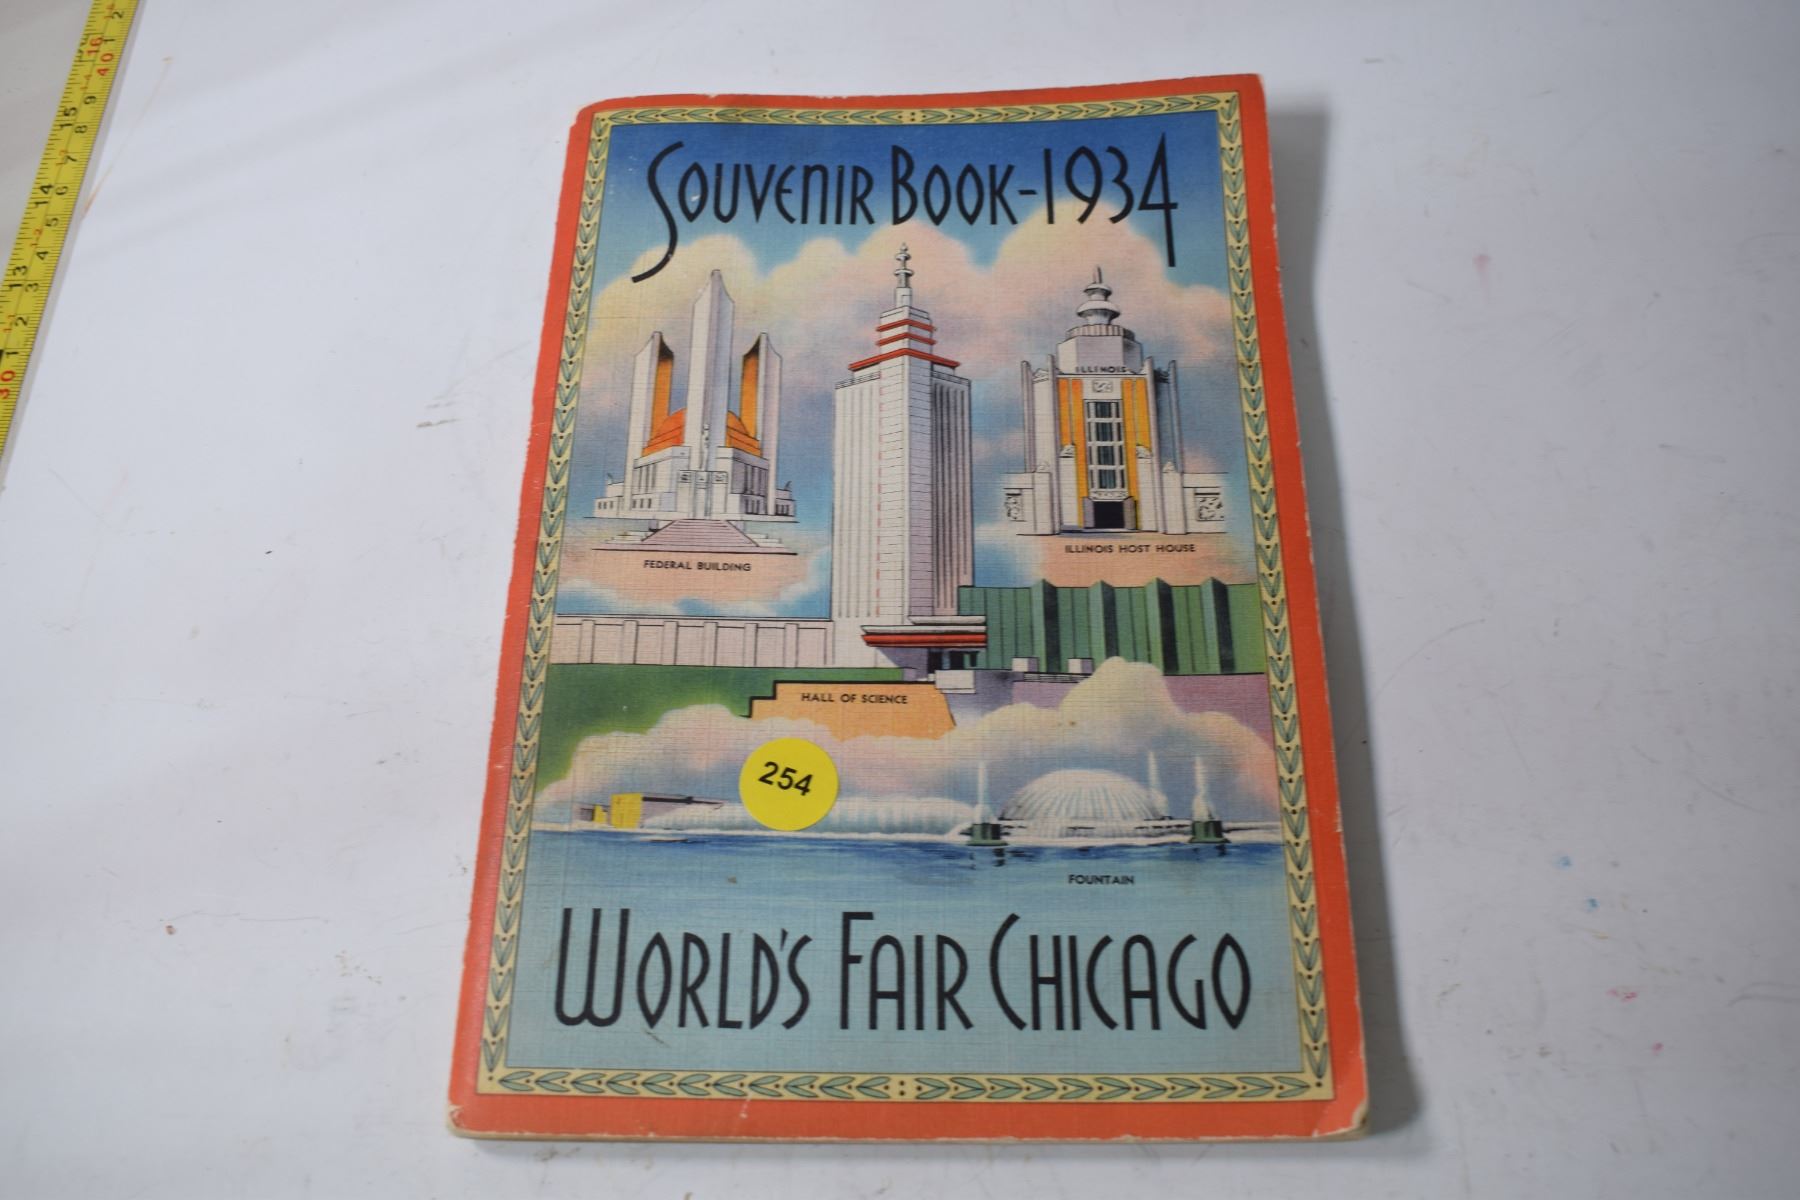 SOUVENIR BOOK-1934
ILLINOIS
FEDERAL BUILDING
ILLINOIS HOST HOUSE
HALL OF SCIENCE
254
FOUNTAIN
WORLD'S FAIR CHICAGO